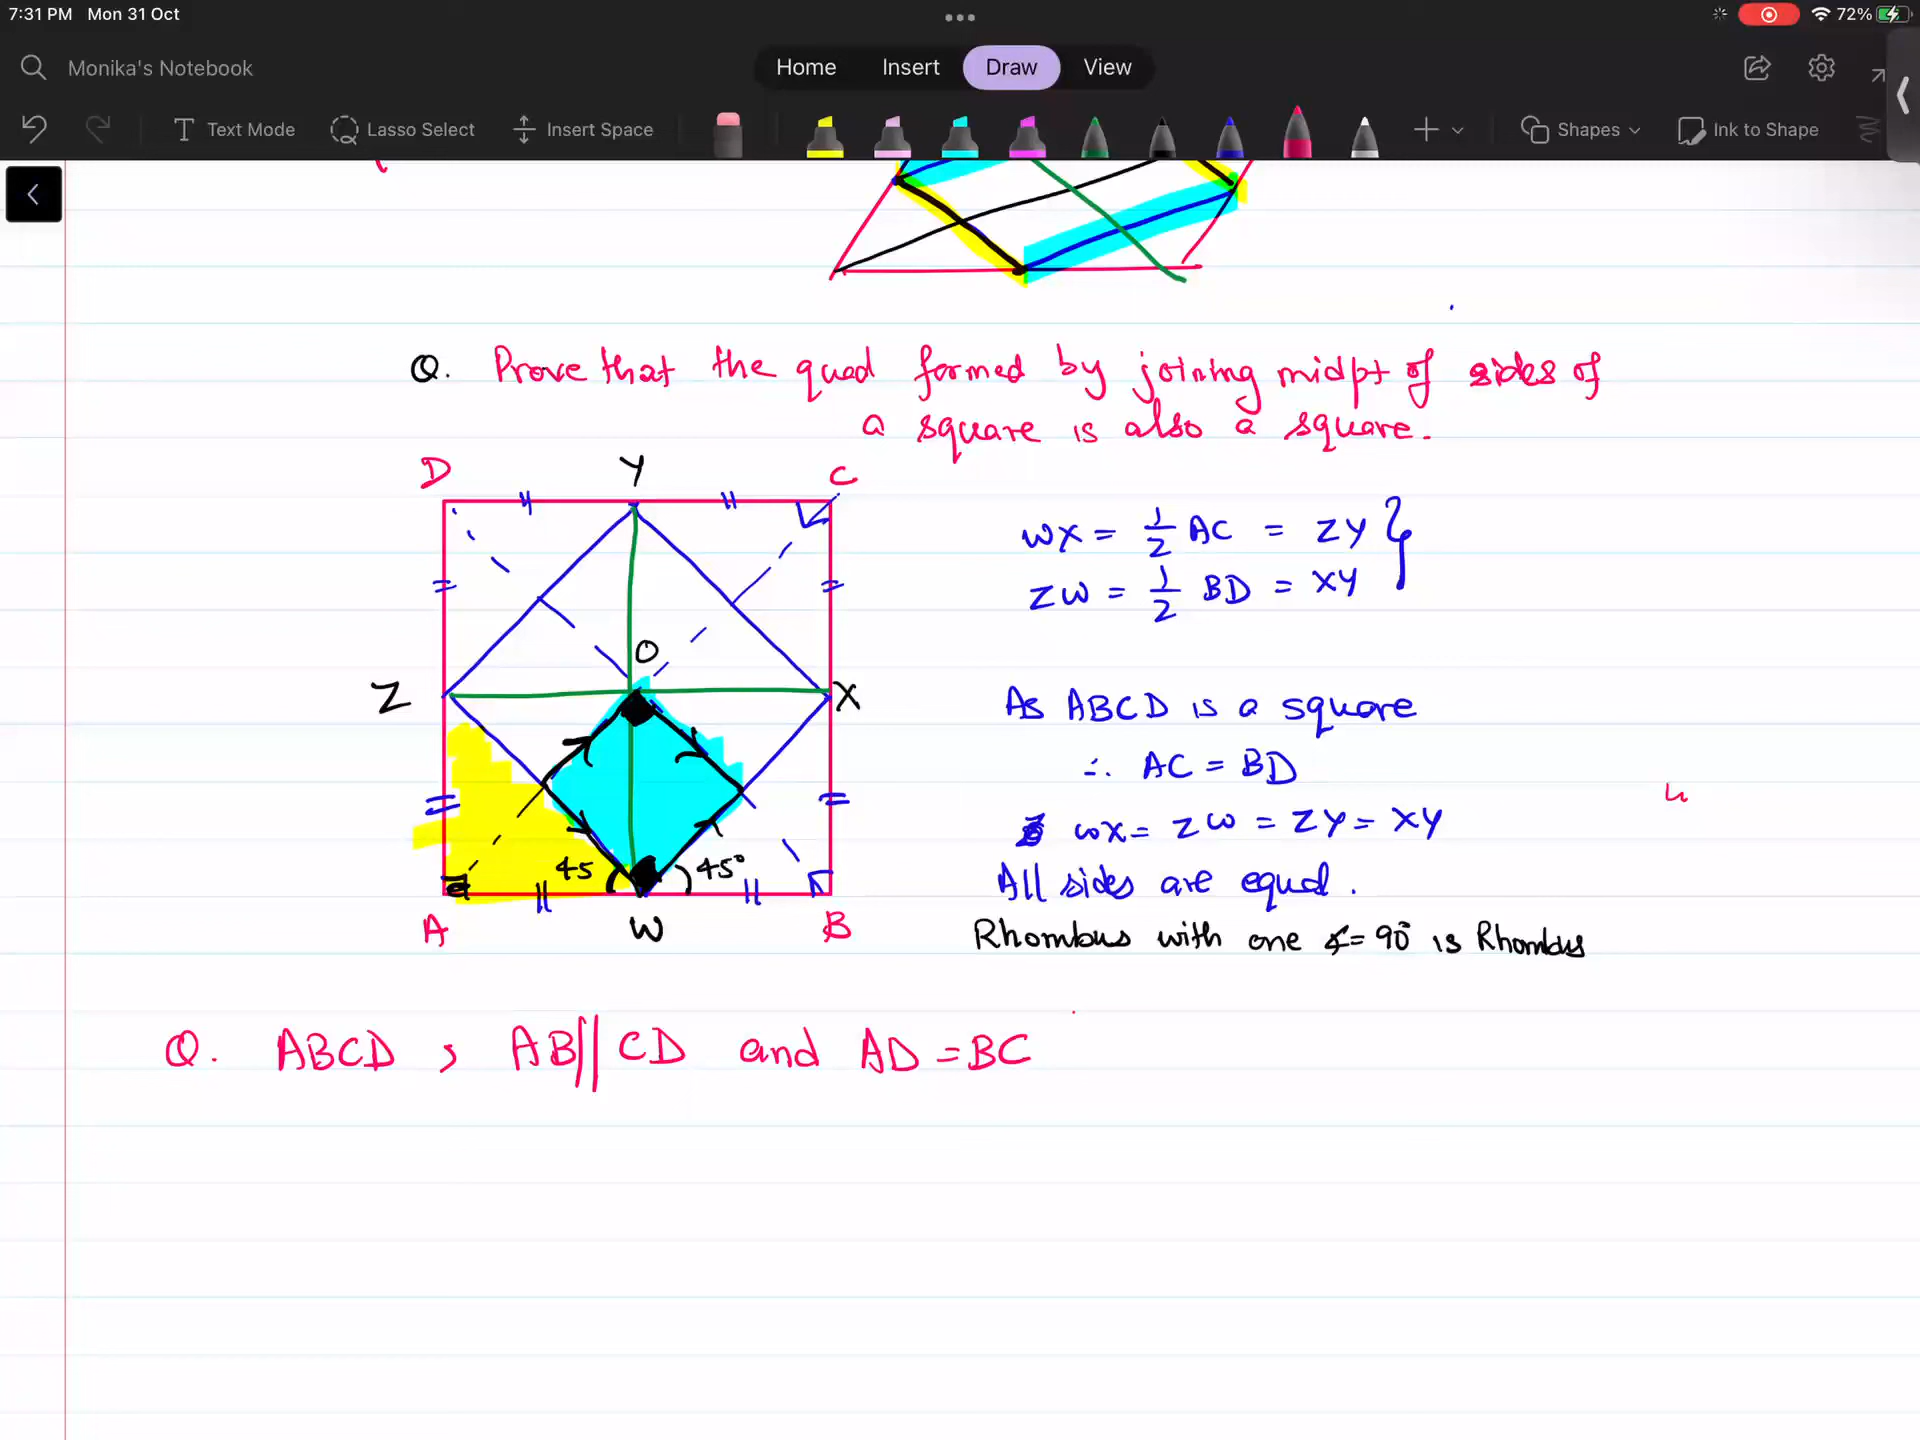 7:31 PM Mon 31 Oct
72%
Monika's Notebook
Home Insert Draw View
Text Mode Lasso Select Insert Space Shapes Ink to Shape
Q. Prove that the quad formed by joining midpt of sides of
a square is also a square.
D Y C
WX = 1/2 AC = ZY }
ZW = 1/2 BD = XY
O
Z X
As ABCD is a square
∴ AC = BD
WX = ZW = ZY = XY
45 45°
All sides are equal.
A W B
Rhombus with one ∡= 90° is Rhombus
Q. ABCD ; AB || CD and AD = BC